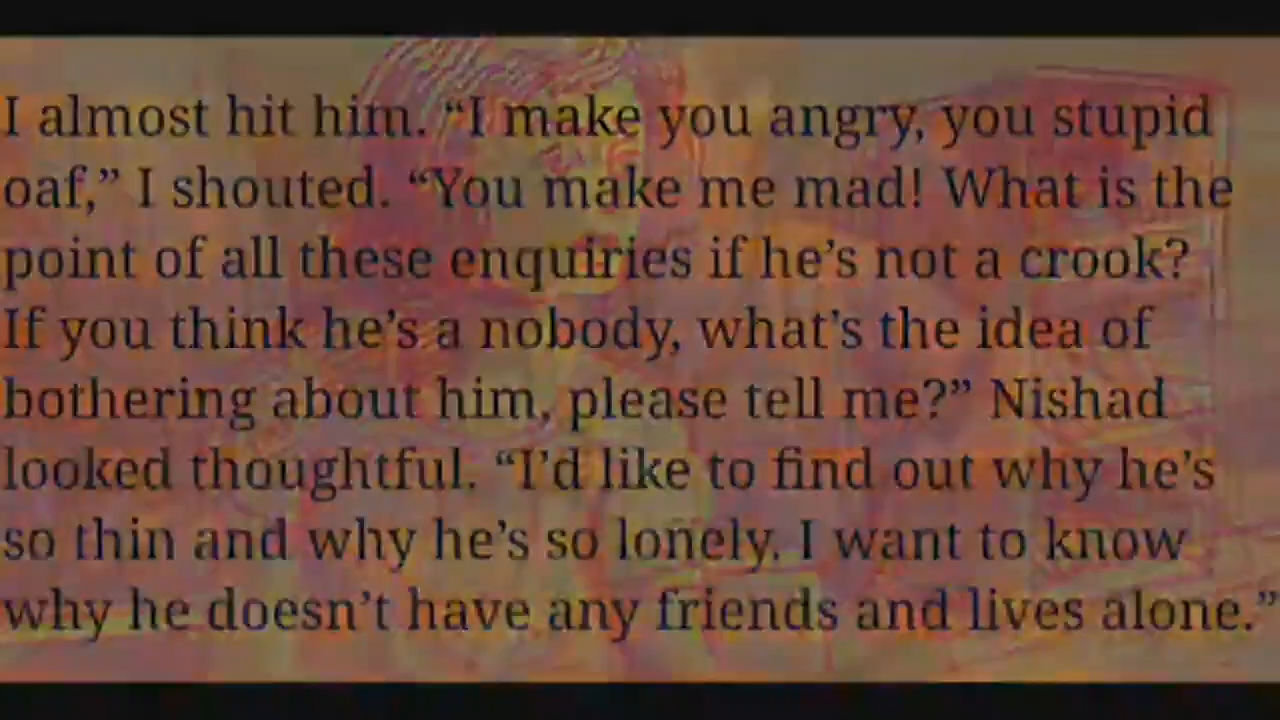 I almost hit him. “I make you angry, you stupid
oaf,” I shouted. “You make me mad! What is the
point of all these enquiries if he’s not a crook?
If you think he’s a nobody, what’s the idea of
bothering about him, please tell me?” Nishad
looked thoughtful. “I’d like to find out why he’s
so thin and why he’s so lonely. I want to know
why he doesn’t have any friends and lives alone.”